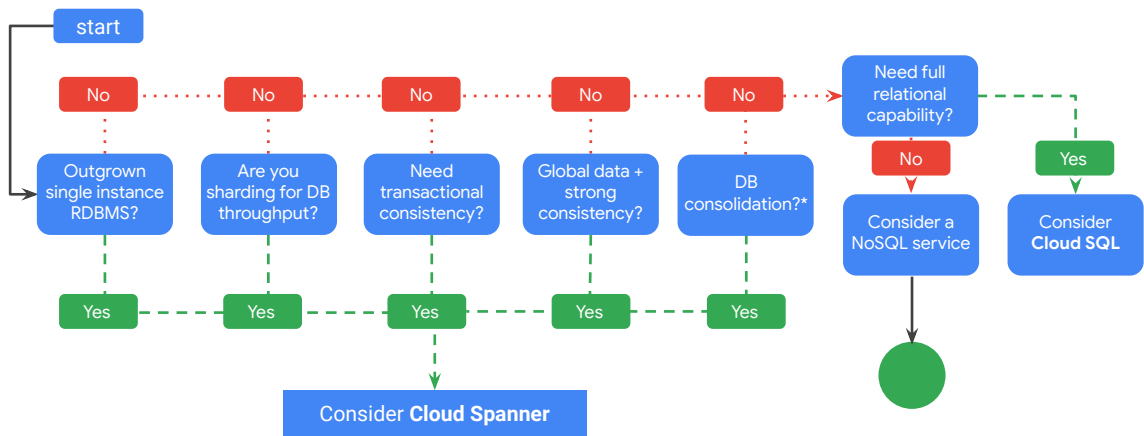 start
No
No
No
No
No
Need full
relational
capability?
No
Yes
Outgrown
single instance
RDBMS?
Are you
sharding for DB
throughput?
Need
transactional
consistency?
Global data +
strong
consistency?
DB
consolidation?*
Consider a
NoSQL service
Consider
Cloud SQL
Yes
Yes
Yes
Yes
Yes
Consider Cloud Spanner